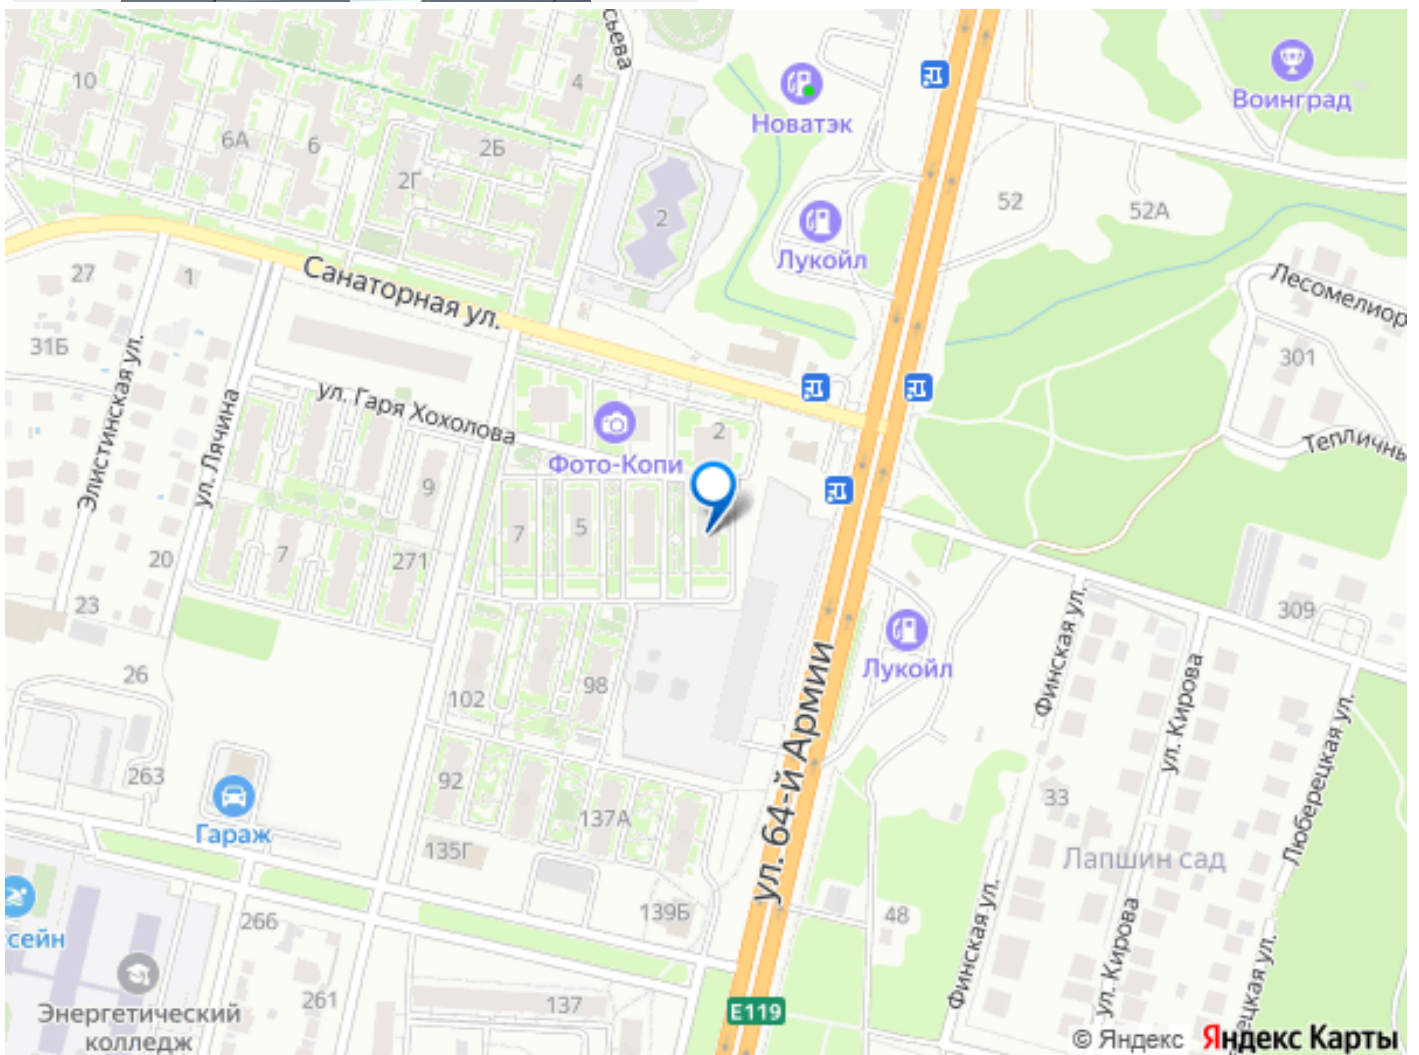 сьева
10
4
Новатэк
Воинград
6А
6
2Б
2Г
2
52
52А
Лукойл
27
1
Санаторная ул.
Лесомелиор
31Б
301
Элистинская ул.
ул. Лячина
ул. Гаря Хохолова
2
Тепличны
Фото-Копи
9
7
5
7
271
20
23
309
Лукойл
26
102
98
ул. 64-й Армии
Финская ул.
ул. Кирова
Люберецкая ул.
263
92
33
Гараж
137А
135Г
Лапшин сад
139Б
48
266
сейн
Финская ул.
ул. Кирова
ецкая ул.
261
137
E119
Энергетический
колледж
© Яндекс Яндекс Карты